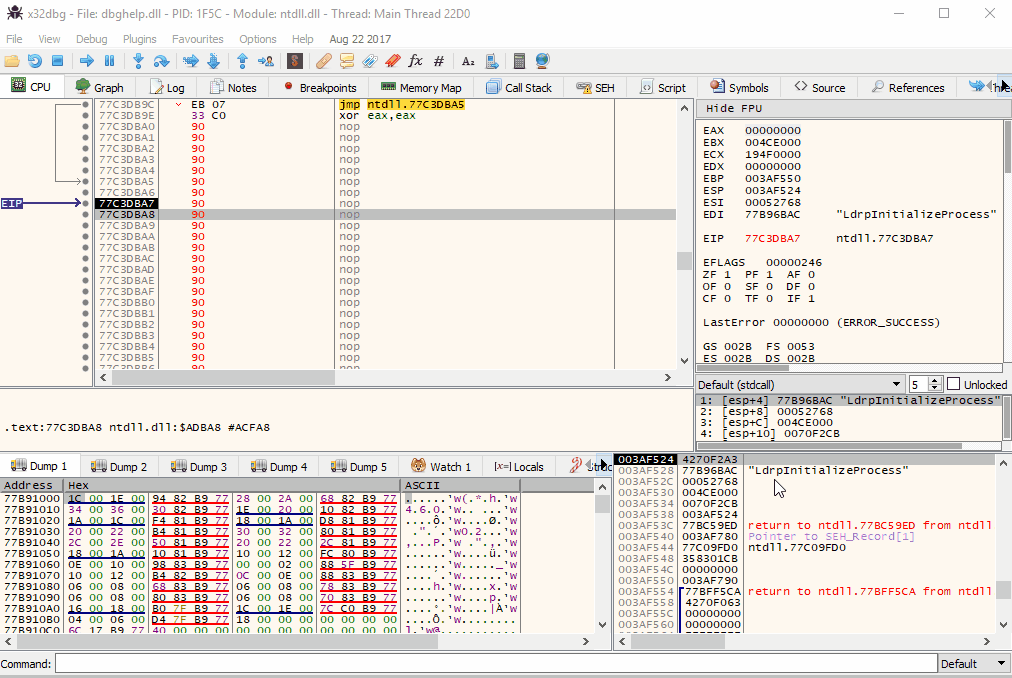 x32dbg - File: dbghelp.dll - PID: 1F5C - Module: ntdll.dll - Thread: Main Thread 22D0
File View Debug Plugins Favourites Options Help Aug 22 2017
CPU Graph Log Notes Breakpoints Memory Map Call Stack SEH Script Symbols Source References
77C3DB9C EB 07 jmp ntdll.77C3DBA5
77C3DB9E 33 C0 xor eax,eax
77C3DBA0 90 nop
77C3DBA1 90 nop
77C3DBA2 90 nop
77C3DBA3 90 nop
77C3DBA4 90 nop
77C3DBA5 90 nop
77C3DBA6 90 nop
EIP 77C3DBA7 90 nop
77C3DBA8 90 nop
77C3DBA9 90 nop
77C3DBAA 90 nop
77C3DBAB 90 nop
77C3DBAC 90 nop
77C3DBAD 90 nop
77C3DBAE 90 nop
77C3DBAF 90 nop
77C3DBB0 90 nop
77C3DBB1 90 nop
77C3DBB2 90 nop
77C3DBB3 90 nop
77C3DBB4 90 nop
77C3DBB5 90 nop
77C3DBB6 90 nop
Hide FPU
EAX 00000000
EBX 004CE000
ECX 194F0000
EDX 00000000
EBP 003AF550
ESP 003AF524
ESI 00052768
EDI 77B96BAC "LdrpInitializeProcess"
EIP 77C3DBA7 ntdll.77C3DBA7
EFLAGS 00000246
ZF 1 PF 1 AF 0
OF 0 SF 0 DF 0
CF 0 TF 0 IF 1
LastError 00000000 (ERROR_SUCCESS)
GS 002B FS 0053
ES 002B DS 002B
Default (stdcall) 5 Unlocked
1: [esp+4] 77B96BAC "LdrpInitializeProcess"
2: [esp+8] 00052768
3: [esp+C] 004CE000
4: [esp+10] 0070F2CB
.text:77C3DBA8 ntdll.dll:$ADBA8 #ACFA8
Dump 1 Dump 2 Dump 3 Dump 4 Dump 5 Watch 1 [x=] Locals Struc
Address Hex ASCII
77B91000 1C 00 1E 00 94 82 B9 77 28 00 2A 00 68 82 B9 77
77B91010 34 00 36 00 30 82 B9 77 1E 00 20 00 10 82 B9 77
77B91020 1A 00 1C 00 F4 81 B9 77 18 00 1A 00 D8 81 B9 77
77B91030 20 00 22 00 B4 81 B9 77 30 00 32 00 80 81 B9 77
77B91040 2C 00 2E 00 50 81 B9 77 20 00 22 00 2C 81 B9 77
77B91050 18 00 1A 00 10 81 B9 77 10 00 12 00 FC 80 B9 77
77B91060 0E 00 10 00 98 83 B9 77 00 00 02 00 88 5F B9 77
77B91070 10 00 12 00 B4 82 B9 77 0C 00 0E 00 88 83 B9 77
77B91080 06 00 08 00 68 83 B9 77 06 00 08 00 78 83 B9 77
77B91090 06 00 08 00 80 83 B9 77 06 00 08 00 70 83 B9 77
77B910A0 16 00 18 00 B0 7F B9 77 1C 00 1E 00 7C C0 B9 77
77B910B0 04 00 06 00 D4 7F B9 77 18 00 00 00 00 00 00 00
77B910C0 6C 17 B9 77 40 00 00 00 00 00 00 00 00 00 00 00
003AF524 4270F2A3
003AF528 77B96BAC "LdrpInitializeProcess"
003AF52C 00052768
003AF530 004CE000
003AF534 0070F2CB
003AF538 003AF524
003AF53C 77BC59ED return to ntdll.77BC59ED from ntdll
003AF540 003AF780 Pointer to SEH_Record[1]
003AF544 77C09FD0 ntdll.77C09FD0
003AF548 358301CB
003AF54C 00000000
003AF550 003AF790
003AF554 77BFF5CA return to ntdll.77BFF5CA from ntdll
003AF558 4270F063
003AF55C 00000000
003AF560 00000000
Command: Default